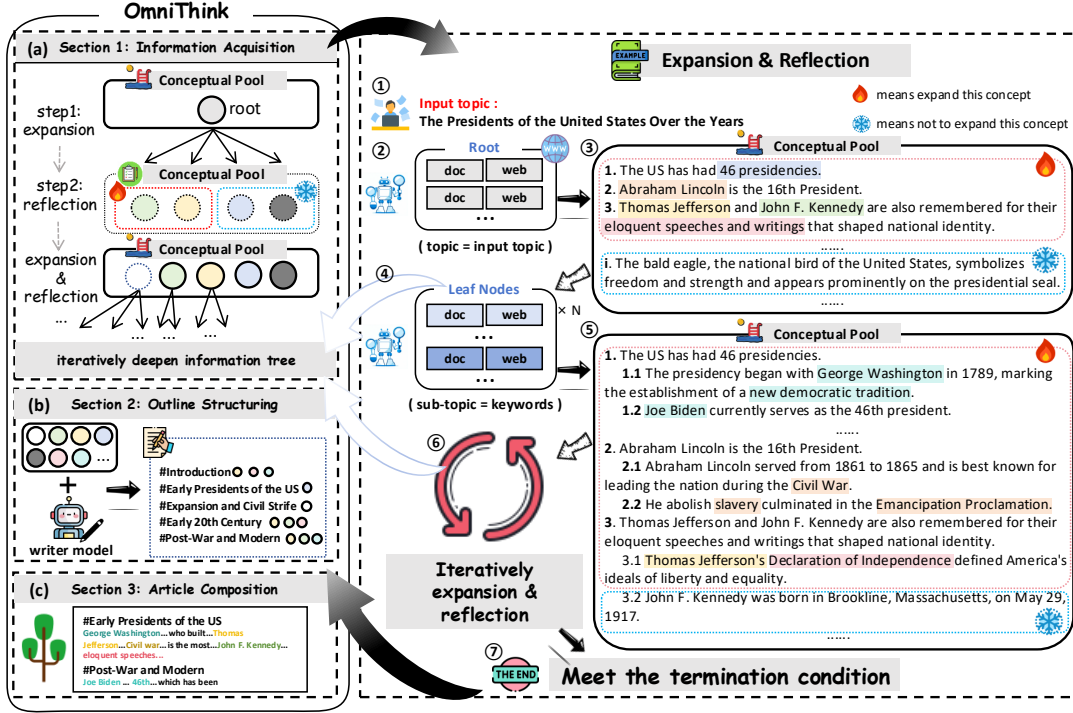 OmniThink
(a) Section 1: Information Acquisition
Conceptual Pool
root
step1:
expansion
step2:
reflection
Conceptual Pool
Conceptual Pool
expansion
&
reflection
...
... ...
...
iteratively deepen information tree
(b) Section 2: Outline Structuring
...
+
writer model
#Introduction
#Early Presidents of the US
#Expansion and Civil Strife
#Early 20th Century
#Post-War and Modern
(c) Section 3: Article Composition
#Early Presidents of the US
George Washington...who built...Thomas
Jefferson...Civil war... is the most...John F. Kennedy...
eloquent speeches...
#Post-War and Modern
Joe Biden ... 46th...which has been
EXAMPLE
Expansion & Reflection
means expand this concept
means not to expand this concept
①
Input topic :
The Presidents of the United States Over the Years
②
Root
doc web
doc web
...
( topic = input topic )
③
Conceptual Pool
1. The US has had 46 presidencies.
2. Abraham Lincoln is the 16th President.
3. Thomas Jefferson and John F. Kennedy are also remembered for their
eloquent speeches and writings that shaped national identity.
......
i. The bald eagle, the national bird of the United States, symbolizes
freedom and strength and appears prominently on the presidential seal.
......
④
Leaf Nodes
doc web
...
doc web
...
× N
( sub-topic = keywords )
⑤
Conceptual Pool
1. The US has had 46 presidencies.
1.1 The presidency began with George Washington in 1789, marking
the establishment of a new democratic tradition.
1.2 Joe Biden currently serves as the 46th president.
......
2. Abraham Lincoln is the 16th President.
2.1 Abraham Lincoln served from 1861 to 1865 and is best known for
leading the nation during the Civil War.
2.2 He abolish slavery culminated in the Emancipation Proclamation.
3. Thomas Jefferson and John F. Kennedy are also remembered for their
eloquent speeches and writings that shaped national identity.
3.1 Thomas Jefferson's Declaration of Independence defined America's
ideals of liberty and equality.
3.2 John F. Kennedy was born in Brookline, Massachusetts, on May 29,
1917.
......
⑥
Iteratively
expansion &
reflection
⑦
THE END
Meet the termination condition